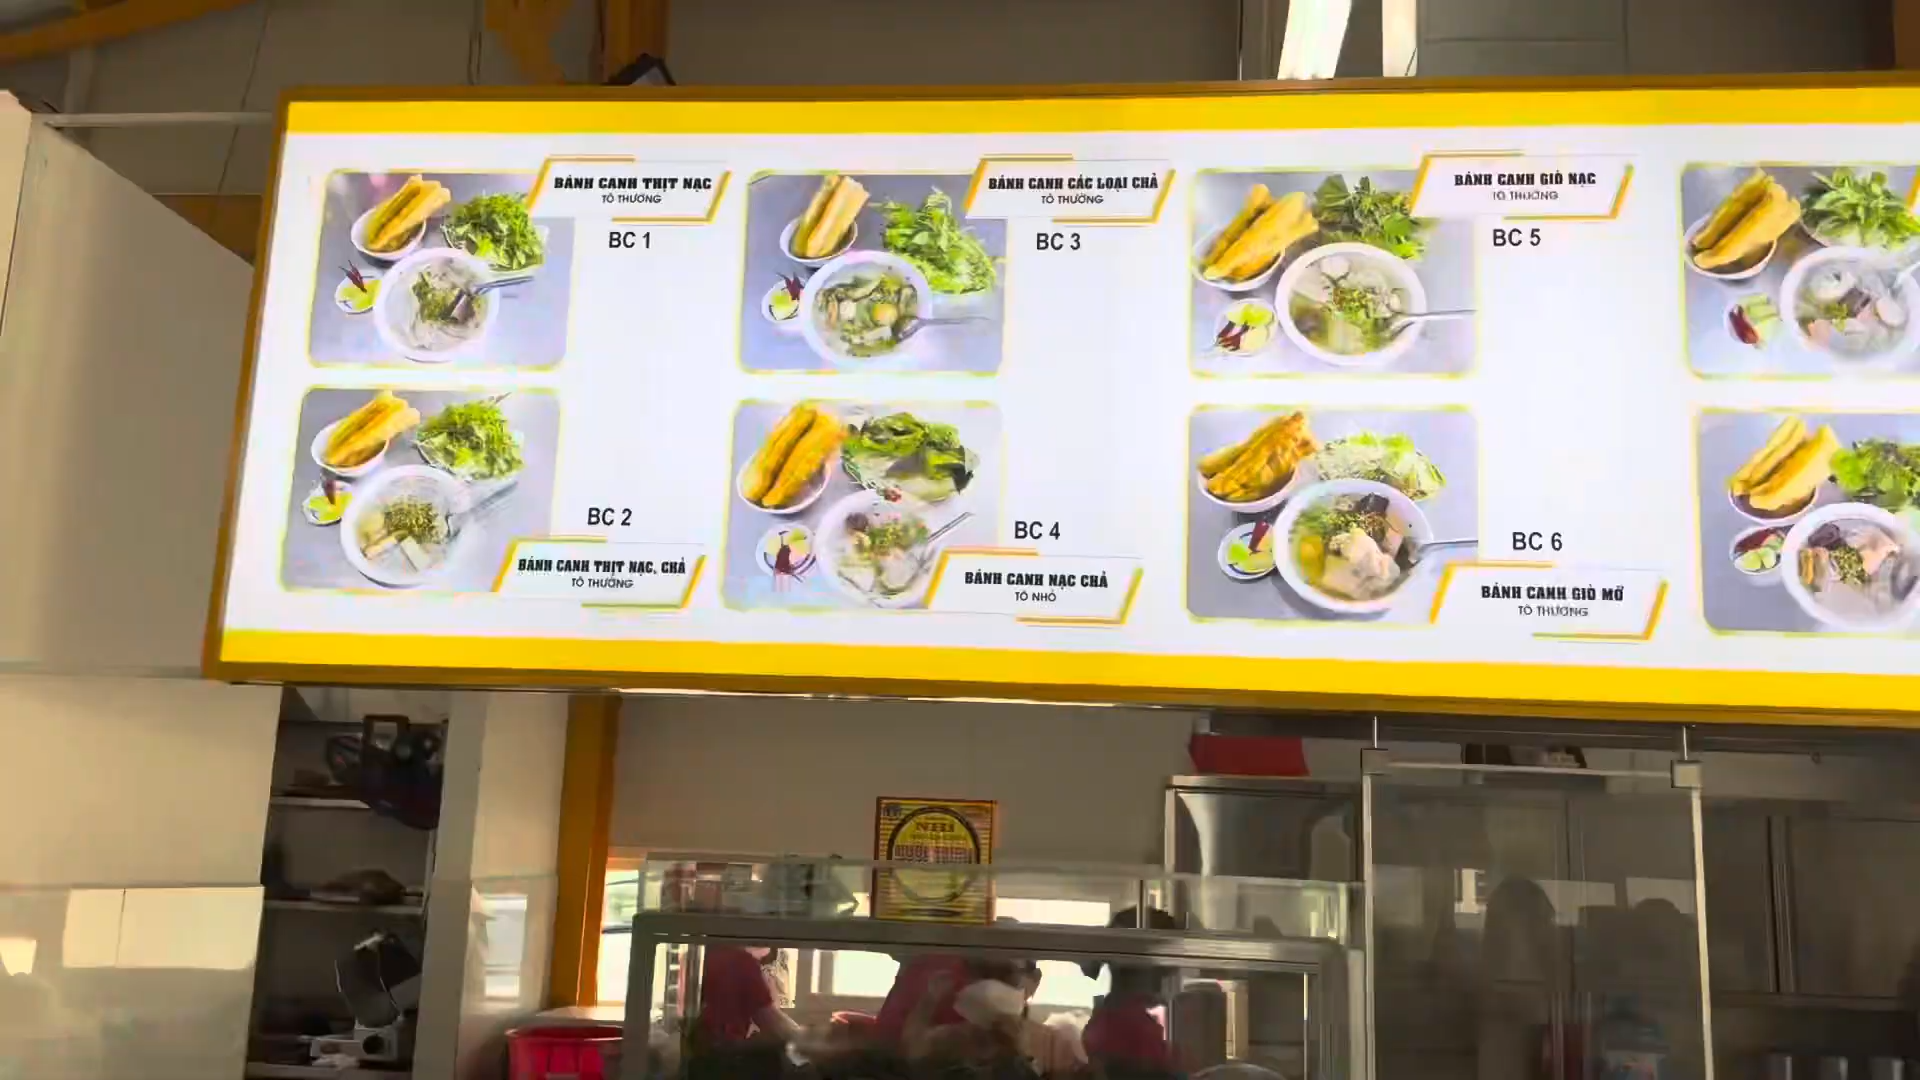 BÁNH CANH THỊT NẠC
TÔ THƯỜNG
BC 1
BÁNH CANH CÁC LOẠI CHẢ
TÔ THƯỜNG
BC 3
BÁNH CANH GIÒ NẠC
TÔ THƯỜNG
BC 5
BC 2
BÁNH CANH THỊT NẠC, CHẢ
TÔ THƯỜNG
BC 4
BÁNH CANH NẠC CHẢ
TÔ NHỎ
BC 6
BÁNH CANH GIÒ MỠ
TÔ THƯỜNG
NHI